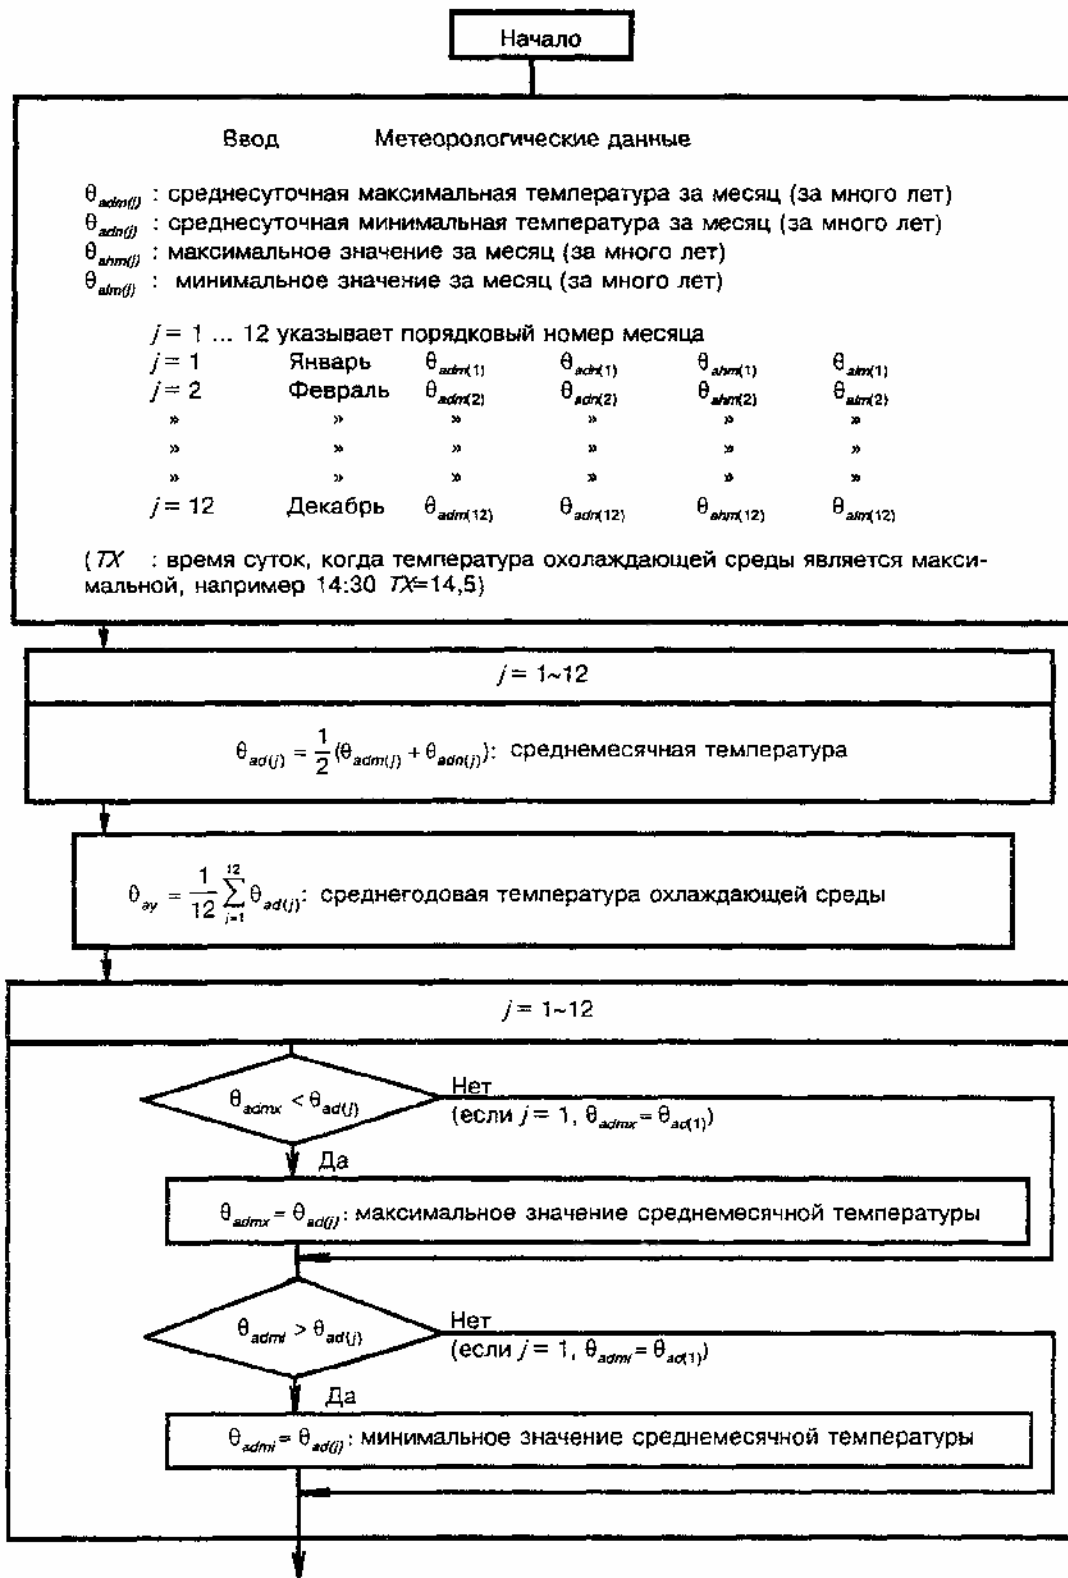 Начало
Ввод Метеорологические данные
θadm(j) : среднесуточная максимальная температура за месяц (за много лет)
θadn(j) : среднесуточная минимальная температура за месяц (за много лет)
θahm(j) : максимальное значение за месяц (за много лет)
θalm(j) : минимальное значение за месяц (за много лет)
j = 1 ... 12 указывает порядковый номер месяца
j = 1 Январь θadm(1) θadn(1) θahm(1) θalm(1)
j = 2 Февраль θadm(2) θadn(2) θahm(2) θalm(2)
» » » » » »
» » » » » »
» » » » » »
j = 12 Декабрь θadm(12) θadn(12) θahm(12) θalm(12)
(TX : время суток, когда температура охолаждающей среды является макси-
мальной, например 14:30 TX=14,5)
j = 1~12
θad(j) = 1/2 (θadm(j) + θadn(j)): среднемесячная температура
θay = 1/12 ∑ j=1 12 θad(j): среднегодовая температура охлаждающей среды
j = 1~12
θadmx < θad(j)
Нет
(если j = 1, θadmx = θad(1))
Да
θadmx = θad(j): максимальное значение среднемесячной температуры
θadmi > θad(j)
Нет
(если j = 1, θadmi = θad(1))
Да
θadmi = θad(j): минимальное значение среднемесячной температуры